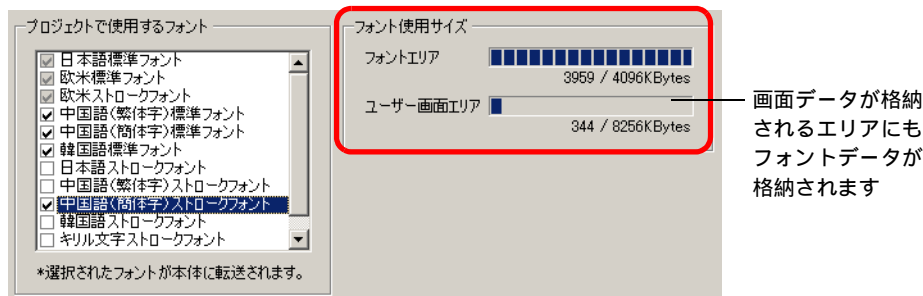 プロジェクトで使用するフォント
日本語標準フォント
欧米標準フォント
欧米ストロークフォント
中国語(繁体字)標準フォント
中国語(簡体字)標準フォント
韓国語標準フォント
日本語ストロークフォント
中国語(繁体字)ストロークフォント
中国語(簡体字)ストロークフォント
韓国語ストロークフォント
キリル文字ストロークフォント
*選択されたフォントが本体に転送されます。
フォント使用サイズ
フォントエリア
3959 / 4096KBytes
ユーザー画面エリア
344 / 8256KBytes
画面データが格納
されるエリアにも
フォントデータが
格納されます